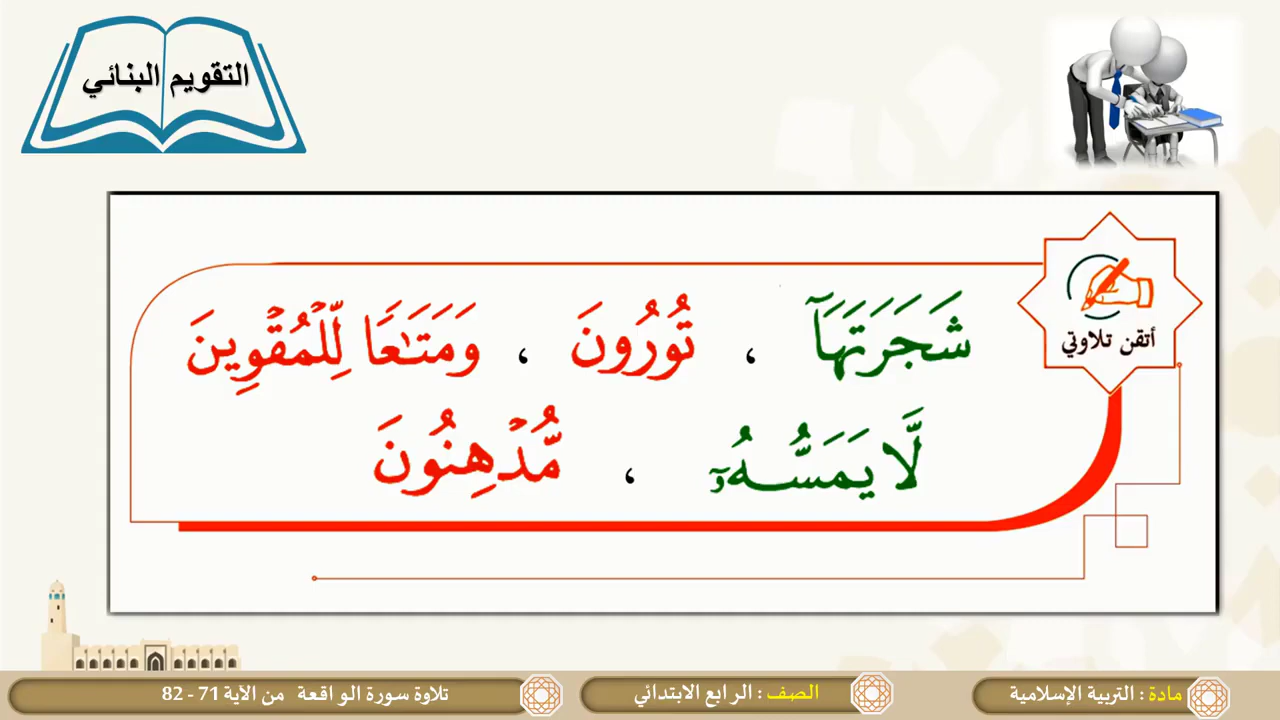 التقويم البنائي
أتقن تلاوتي
شَجَرَتَهَآ ، تُورُونَ ، وَمَتَـٰعًا لِّلْمُقْوِينَ
لَّا يَمَسُّهُۥٓ ، مُّدْهِنُونَ
مادة : التربية الإسلامية
الصف : الرابع الابتدائي
تلاوة سورة الواقعة من الآية 71 - 82